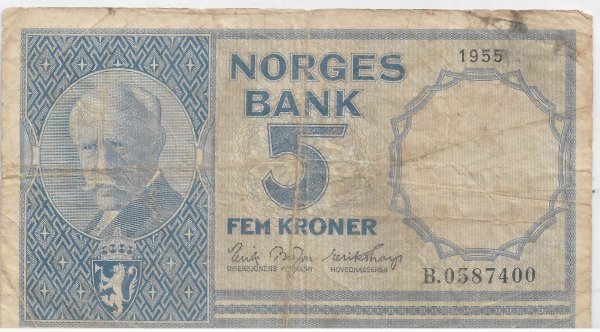 1955
NORGES
BANK
5
FEM KRONER
DIREKSJONENS FORMANN HOVEDKASSERER
B.0587400